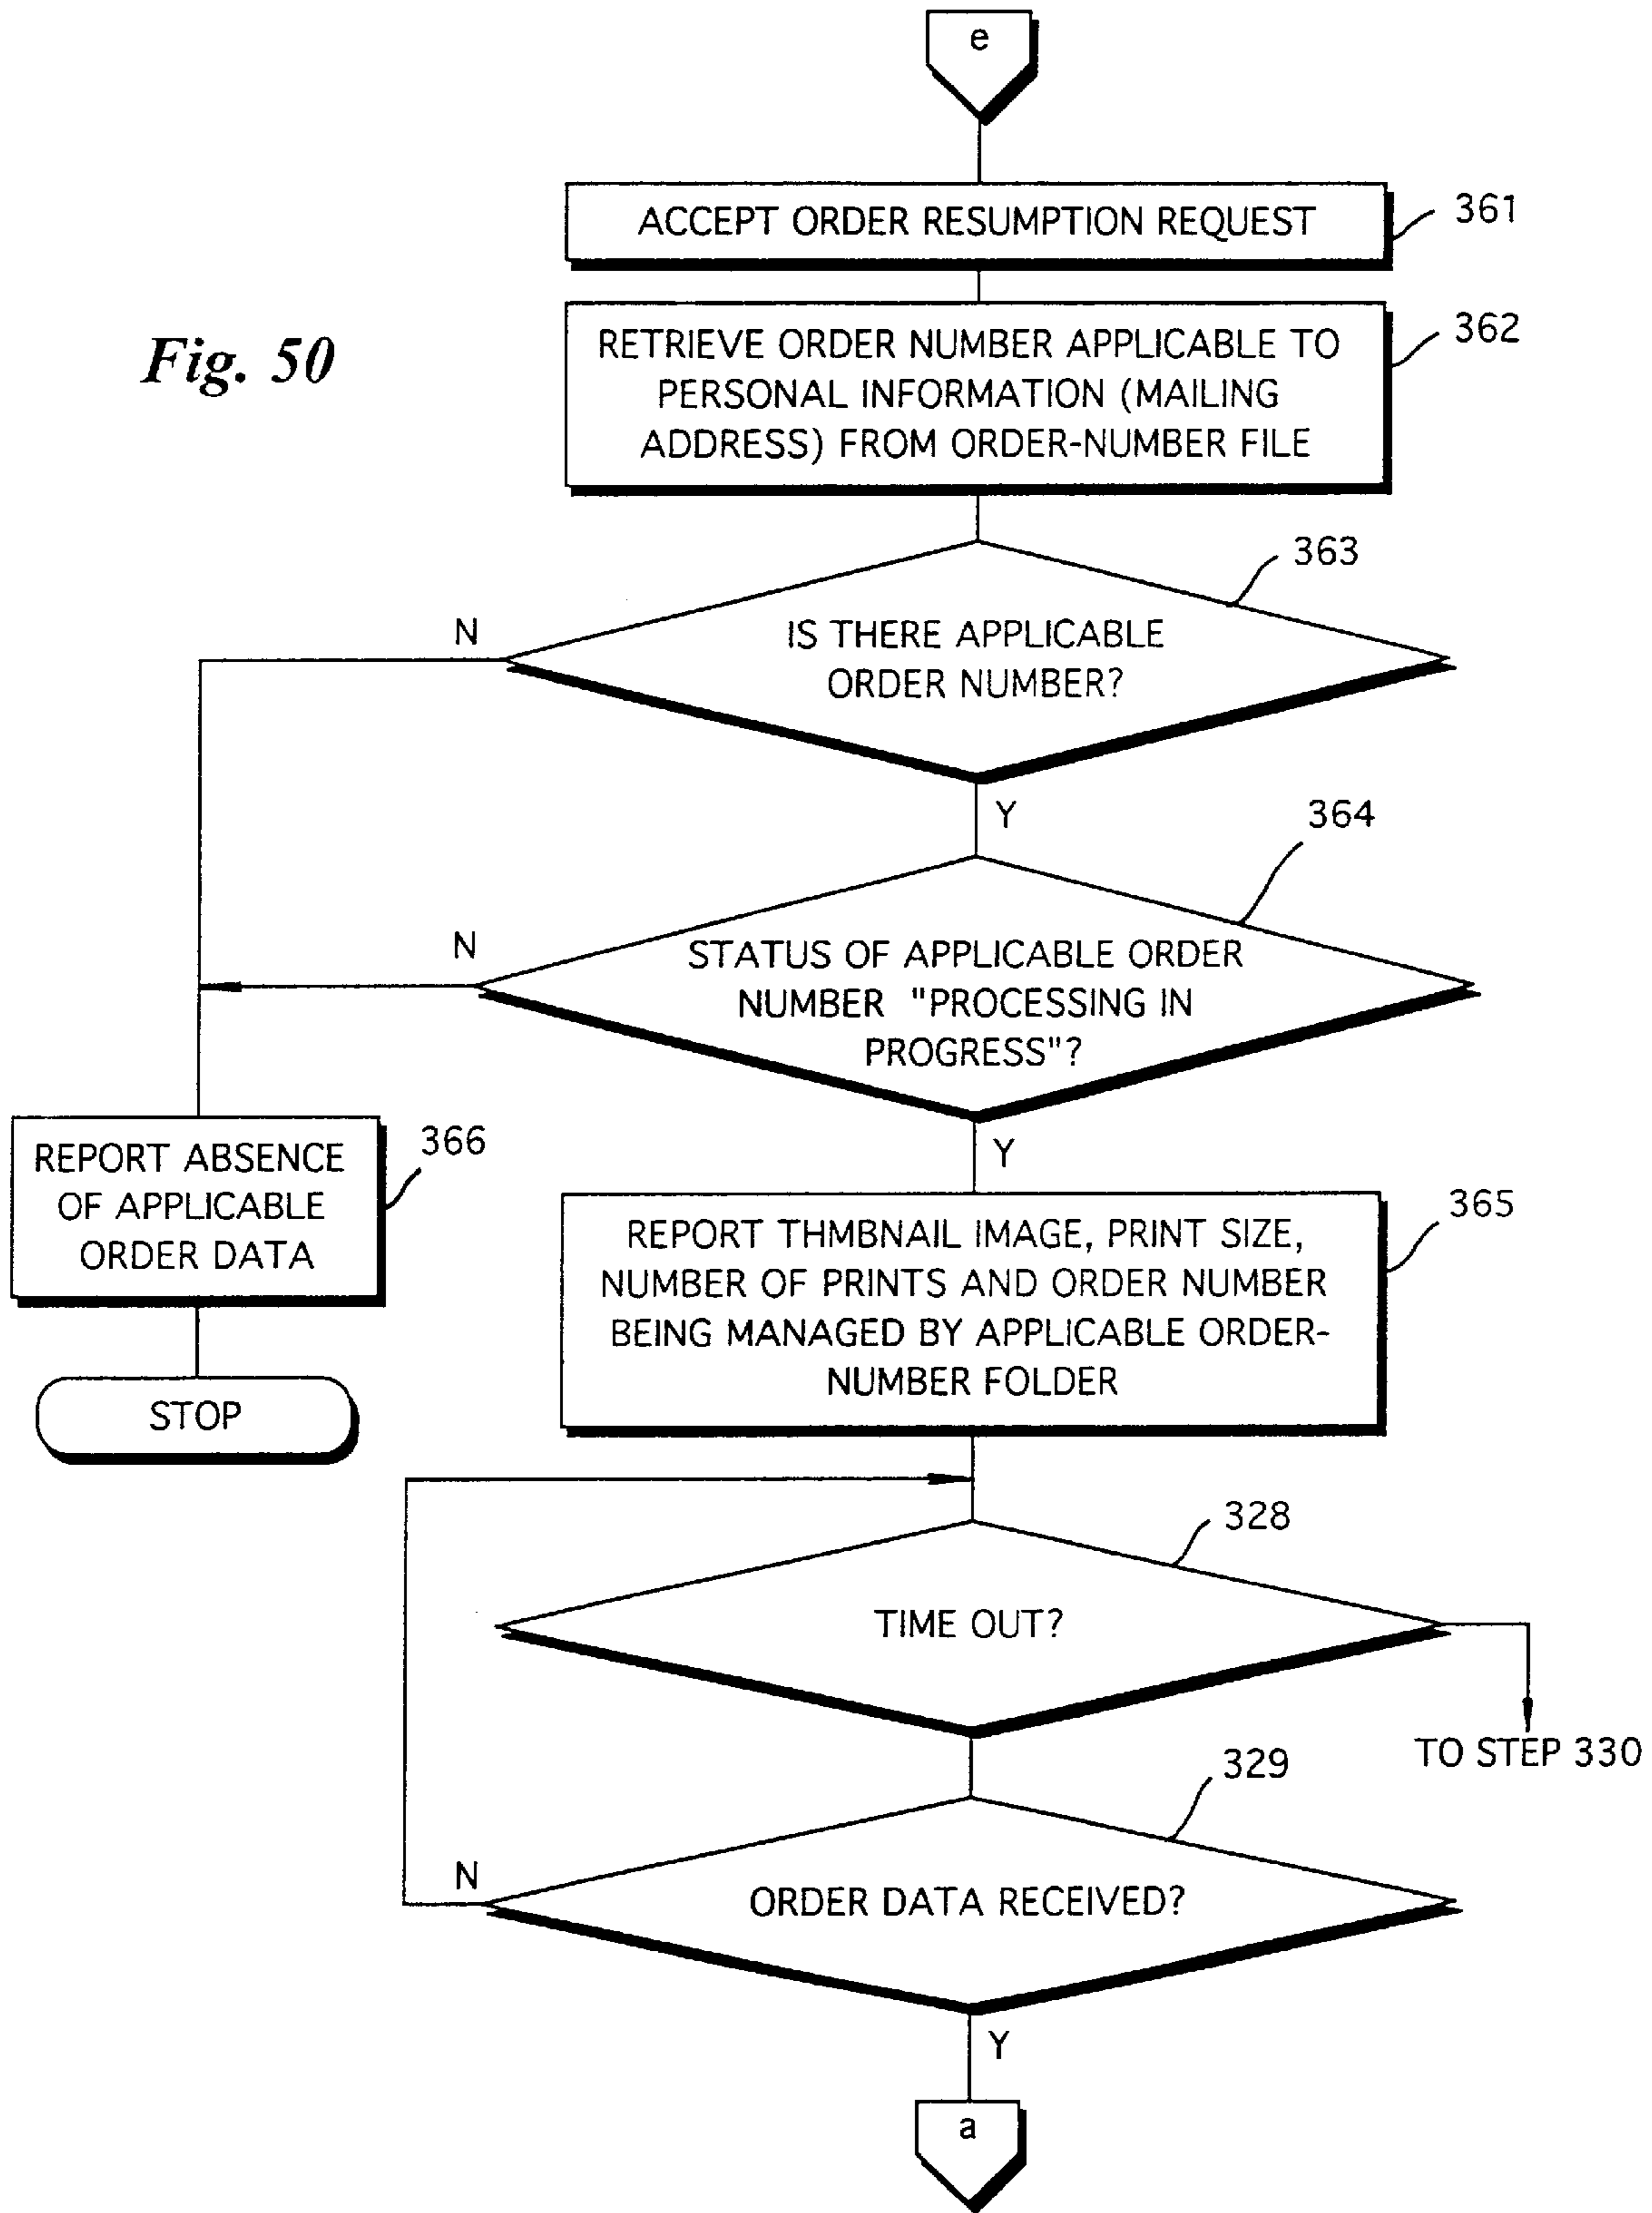 e
ACCEPT ORDER RESUMPTION REQUEST
361
Fig. 50
RETRIEVE ORDER NUMBER APPLICABLE TO
PERSONAL INFORMATION (MAILING
ADDRESS) FROM ORDER-NUMBER FILE
362
363
N
IS THERE APPLICABLE
ORDER NUMBER?
Y
364
N
STATUS OF APPLICABLE ORDER
NUMBER "PROCESSING IN
PROGRESS"?
Y
REPORT ABSENCE
OF APPLICABLE
ORDER DATA
366
STOP
REPORT THMBNAIL IMAGE, PRINT SIZE,
NUMBER OF PRINTS AND ORDER NUMBER
BEING MANAGED BY APPLICABLE ORDER-
NUMBER FOLDER
365
328
TIME OUT?
TO STEP 330
329
N
ORDER DATA RECEIVED?
Y
a